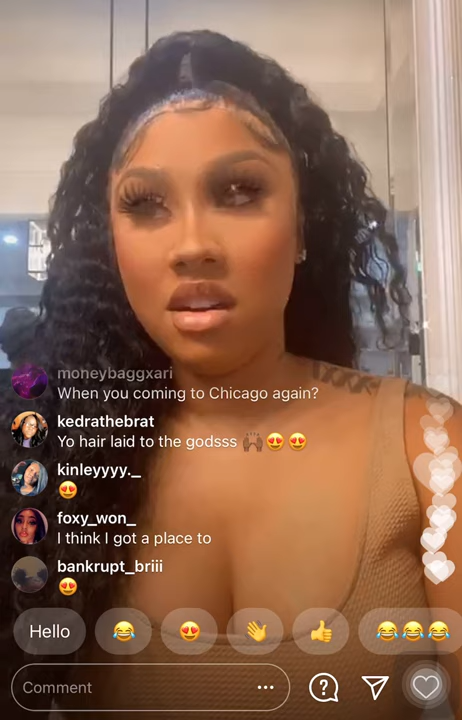 moneybaggxari
When you coming to Chicago again?
kedrathebrat
Yo hair laid to the godsss 🙌🏾😍😍
kinleyyyy._
😍
foxy_won_
I think I got a place to
bankrupt_briii
😍
Hello 😂 😍 👋 👍 😂😂😂
Comment ...